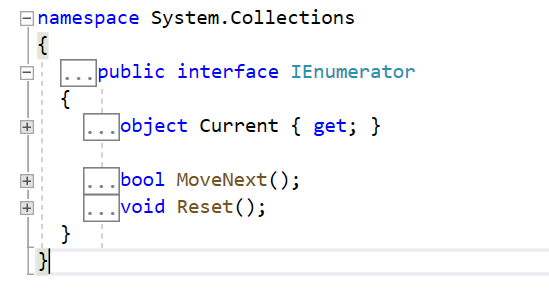 namespace System.Collections
{
...public interface IEnumerator
{
...object Current { get; }
...bool MoveNext();
...void Reset();
}
}